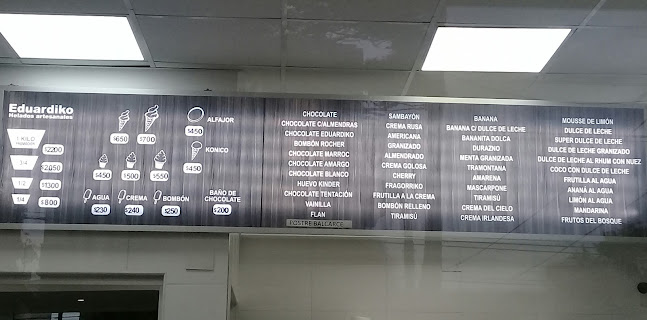 Eduardiko
Helados artesanales
1 KILO
$2200
3/4
$2050
1/2
$1300
1/4
$800
$650
$700
ALFAJOR
$450
$450
$500
$550
KONICO
$450
AGUA
$230
CREMA
$240
BOMBÓN
$250
BAÑO DE
CHOCOLATE
$200
CHOCOLATE
CHOCOLATE C/ALMENDRAS
CHOCOLATE EDUARDIKO
BOMBÓN ROCHER
CHOCOLATE MARROC
CHOCOLATE AMARGO
CHOCOLATE BLANCO
HUEVO KINDER
CHOCOLATE TENTACIÓN
VAINILLA
FLAN
POSTRE BALCARCE
SAMBAYÓN
CREMA RUSA
AMERICANA
GRANIZADO
ALMENDRADO
CREMA GOLOSA
CHERRY
FRAGORRIKO
FRUTILLA A LA CREMA
BOMBÓN RELLENO
TIRAMISÚ
BANANA
BANANA C/ DULCE DE LECHE
BANANITA DOLCA
DURAZNO
MENTA GRANIZADA
TRAMONTANA
AMARENA
MASCARPONE
TIRAMISÚ
CREMA DEL CIELO
CREMA IRLANDESA
MOUSSE DE LIMÓN
DULCE DE LECHE
SUPER DULCE DE LECHE
DULCE DE LECHE GRANIZADO
DULCE DE LECHE AL RHUM CON NUEZ
COCO CON DULCE DE LECHE
FRUTILLA AL AGUA
ANANÁ AL AGUA
LIMÓN AL AGUA
MANDARINA
FRUTOS DEL BOSQUE